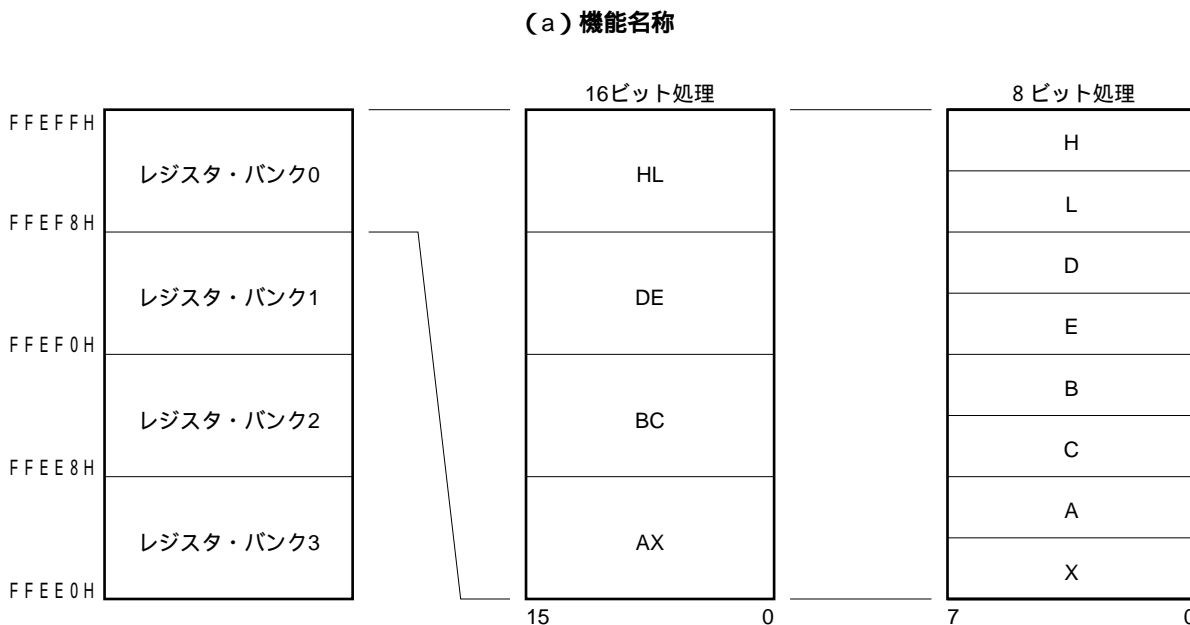 （a）機能名称
16ビット処理
8 ビット処理
FFEFFH
レジスタ・バンク0
FFEF8H
レジスタ・バンク1
FFEF0H
レジスタ・バンク2
FFEE8H
レジスタ・バンク3
FFEE0H
HL
DE
BC
AX
15 0
H
L
D
E
B
C
A
X
7 0